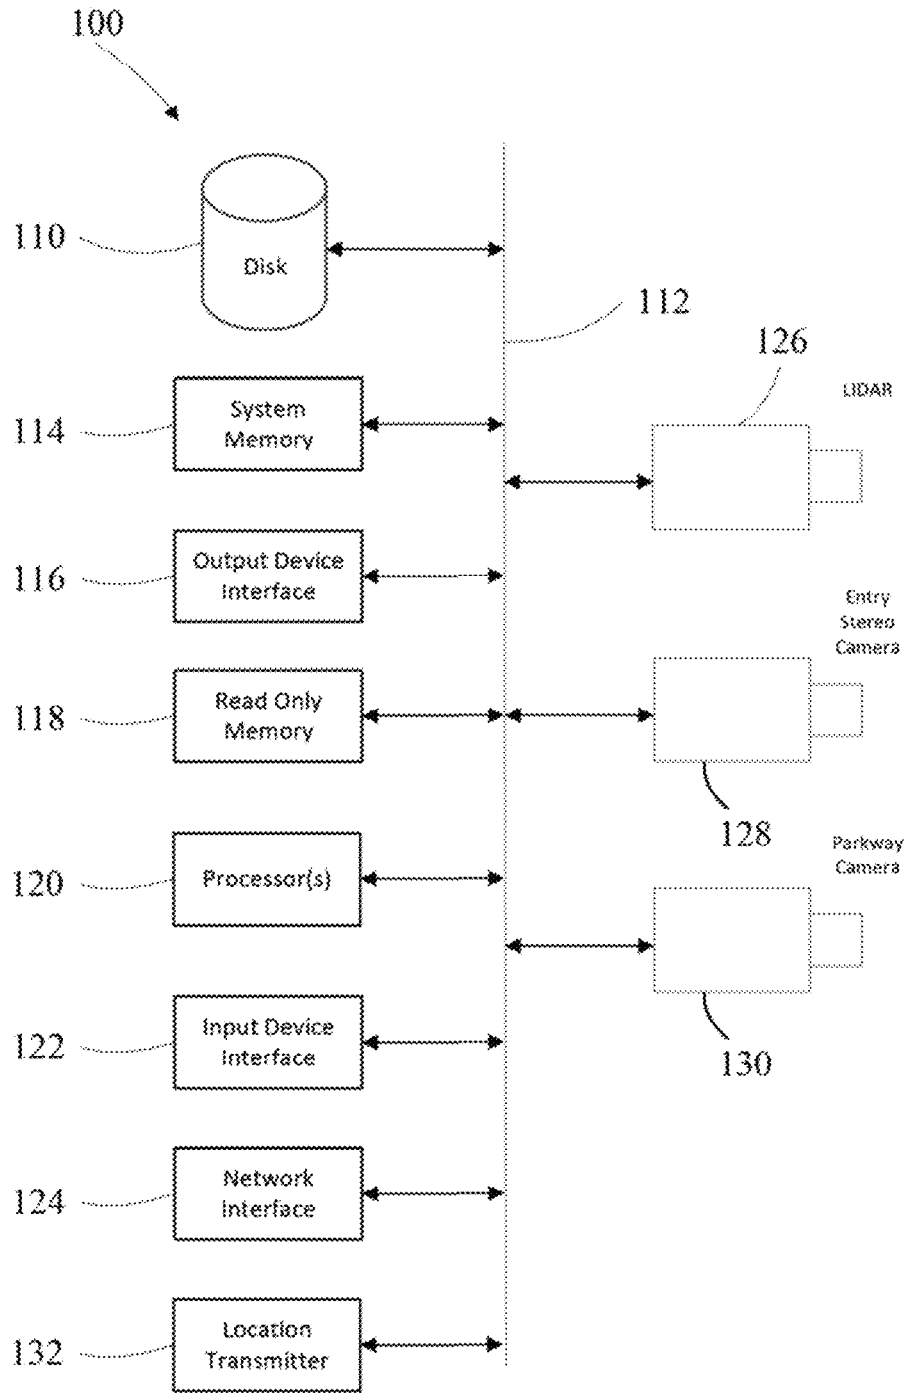 100
110
Disk
112
126
LIDAR
114
System
Memory
116
Output Device
Interface
Entry
Stereo
Camera
118
Read Only
Memory
128
120
Processor(s)
Parkway
Camera
122
Input Device
Interface
130
124
Network
Interface
132
Location
Transmitter